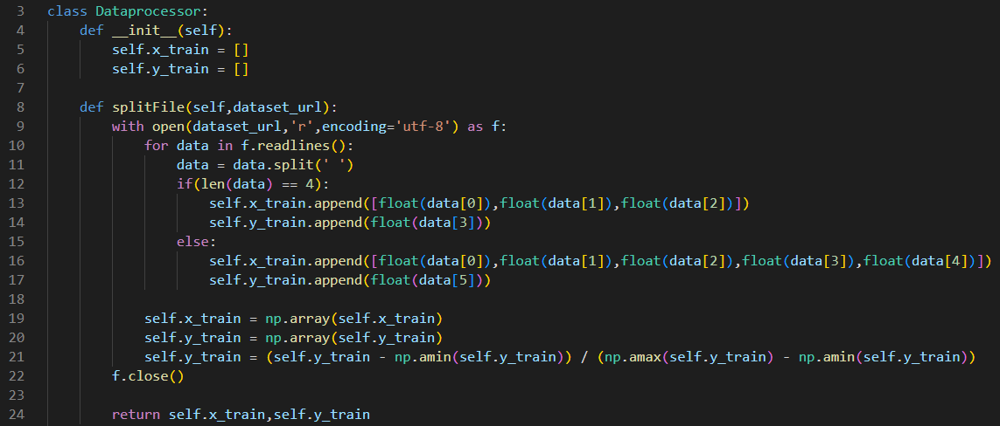 3 class Dataprocessor:
4     def __init__(self):
5         self.x_train = []
6         self.y_train = []
7
8     def splitFile(self,dataset_url):
9         with open(dataset_url,'r',encoding='utf-8') as f:
10             for data in f.readlines():
11                 data = data.split(' ')
12                 if(len(data) == 4):
13                     self.x_train.append([float(data[0]),float(data[1]),float(data[2])])
14                     self.y_train.append(float(data[3]))
15                 else:
16                     self.x_train.append([float(data[0]),float(data[1]),float(data[2]),float(data[3]),float(data[4])])
17                     self.y_train.append(float(data[5]))
18
19             self.x_train = np.array(self.x_train)
20             self.y_train = np.array(self.y_train)
21             self.y_train = (self.y_train - np.amin(self.y_train)) / (np.amax(self.y_train) - np.amin(self.y_train))
22         f.close()
23
24         return self.x_train,self.y_train